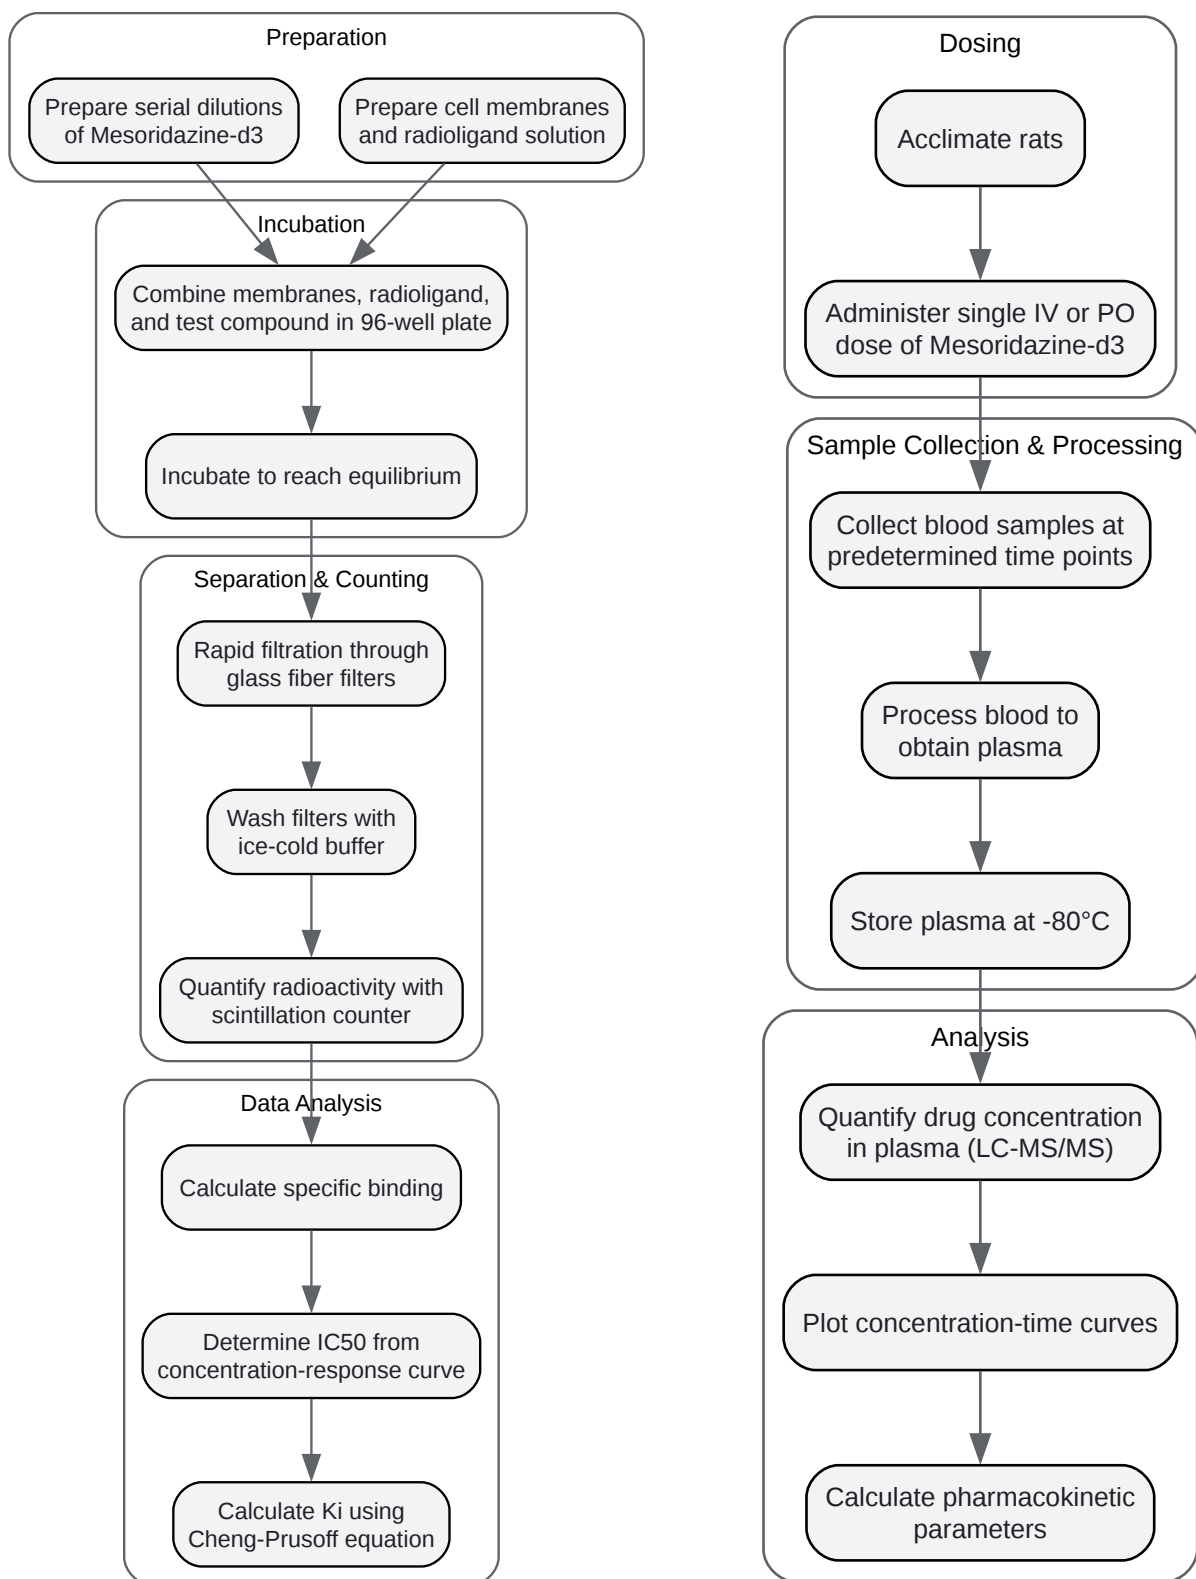 Preparation
Prepare serial dilutions
of Mesoridazine-d3
Prepare cell membranes
and radioligand solution
Incubation
Combine membranes, radioligand,
and test compound in 96-well plate
Incubate to reach equilibrium
Separation & Counting
Rapid filtration through
glass fiber filters
Wash filters with
ice-cold buffer
Quantify radioactivity with
scintillation counter
Data Analysis
Calculate specific binding
Determine IC50 from
concentration-response curve
Calculate Ki using
Cheng-Prusoff equation
Dosing
Acclimate rats
Administer single IV or PO
dose of Mesoridazine-d3
Sample Collection & Processing
Collect blood samples at
predetermined time points
Process blood to
obtain plasma
Store plasma at -80°C
Analysis
Quantify drug concentration
in plasma (LC-MS/MS)
Plot concentration-time curves
Calculate pharmacokinetic
parameters